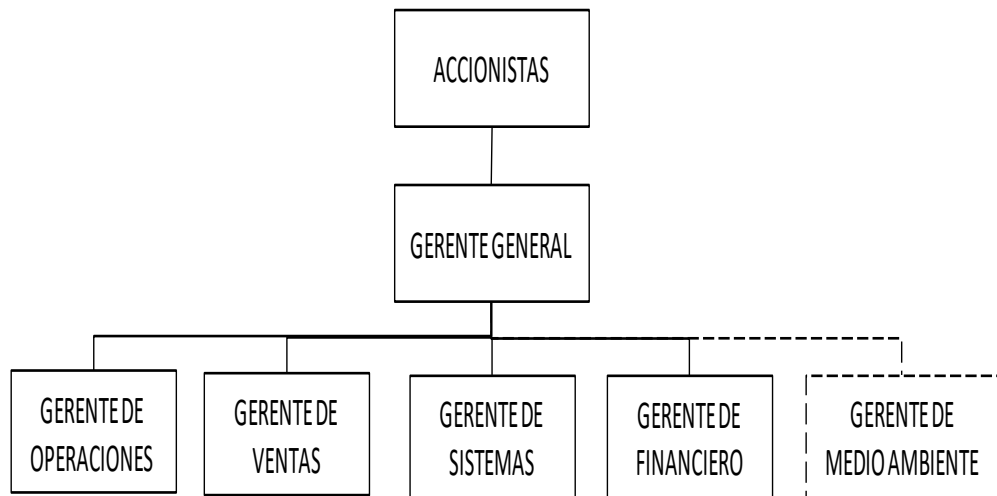 ACCIONISTAS
GERENTE GENERAL
GERENTE DE
OPERACIONES
GERENTE DE
VENTAS
GERENTE DE
SISTEMAS
GERENTE DE
FINANCIERO
GERENTE DE
MEDIO AMBIENTE